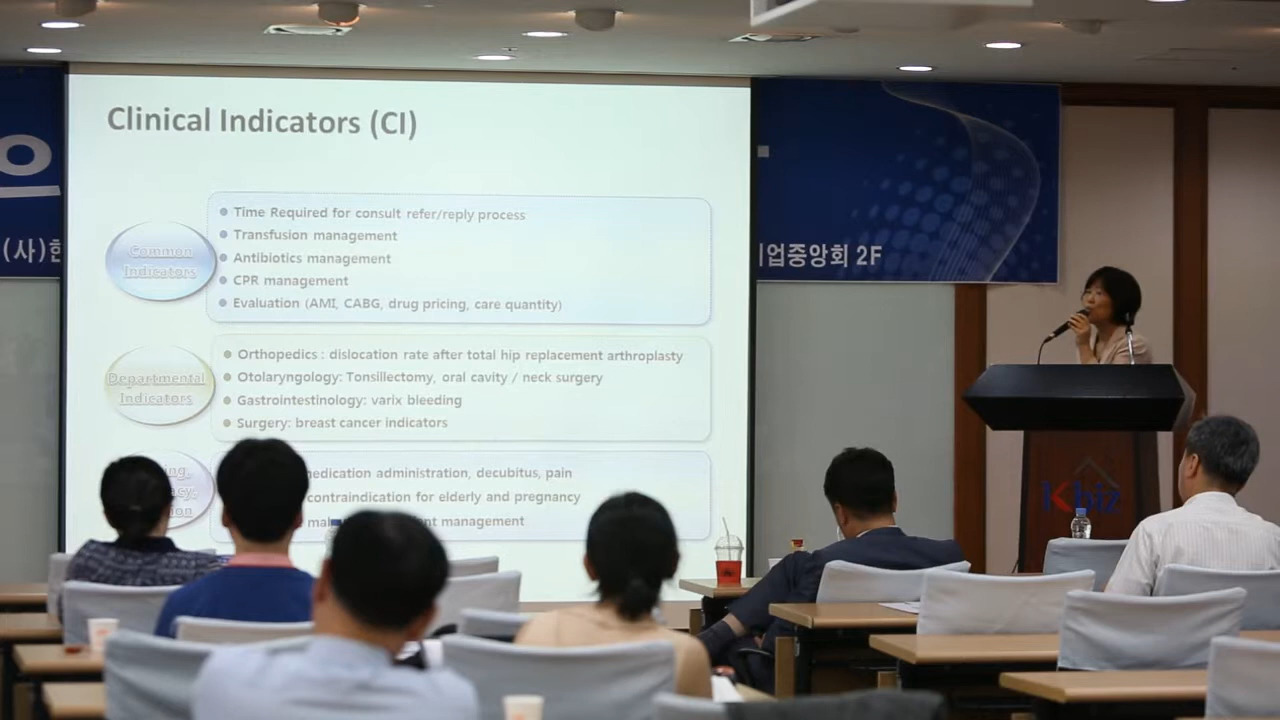 Clinical Indicators (CI)
Common
Indicators
Time Required for consult refer/reply process
Transfusion management
Antibiotics management
CPR management
Evaluation (AMI, CABG, drug pricing, care quantity)
Departmental
Indicators
Orthopedics : dislocation rate after total hip replacement arthroplasty
Otolaryngology: Tonsillectomy, oral cavity / neck surgery
Gastrointestinology: varix bleeding
Surgery: breast cancer indicators
medication administration, decubitus, pain
contraindication for elderly and pregnancy
management
(사)한
업중앙회 2F
kbiz